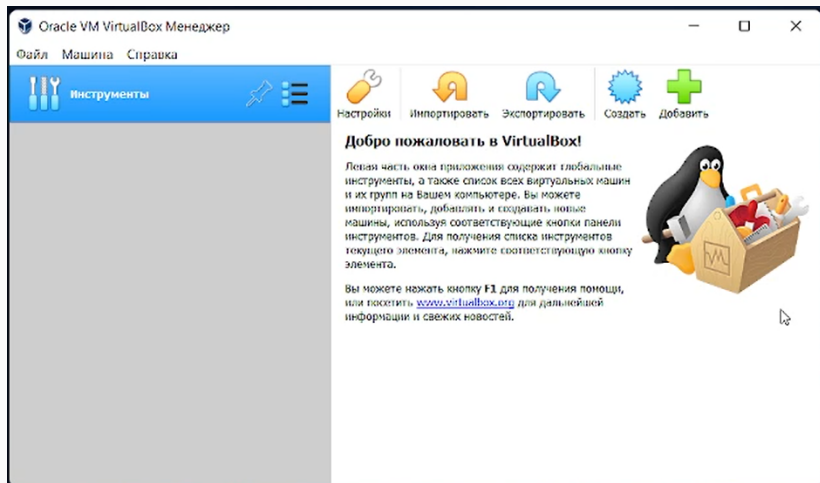 Oracle VM VirtualBox Менеджер
Файл Машина Справка
Инструменты
Настройки Импортировать Экспортировать Создать Добавить
Добро пожаловать в VirtualBox!
Левая часть окна приложения содержит глобальные
инструменты, а также список всех виртуальных машин
и их групп на Вашем компьютере. Вы можете
импортировать, добавлять и создавать новые
машины, используя соответствующие кнопки панели
инструментов. Для получения списка инструментов
текущего элемента, нажмите соответствующую кнопку
элемента.
Вы можете нажать кнопку F1 для получения помощи,
или посетить www.virtualbox.org для дальнейшей
информации и свежих новостей.